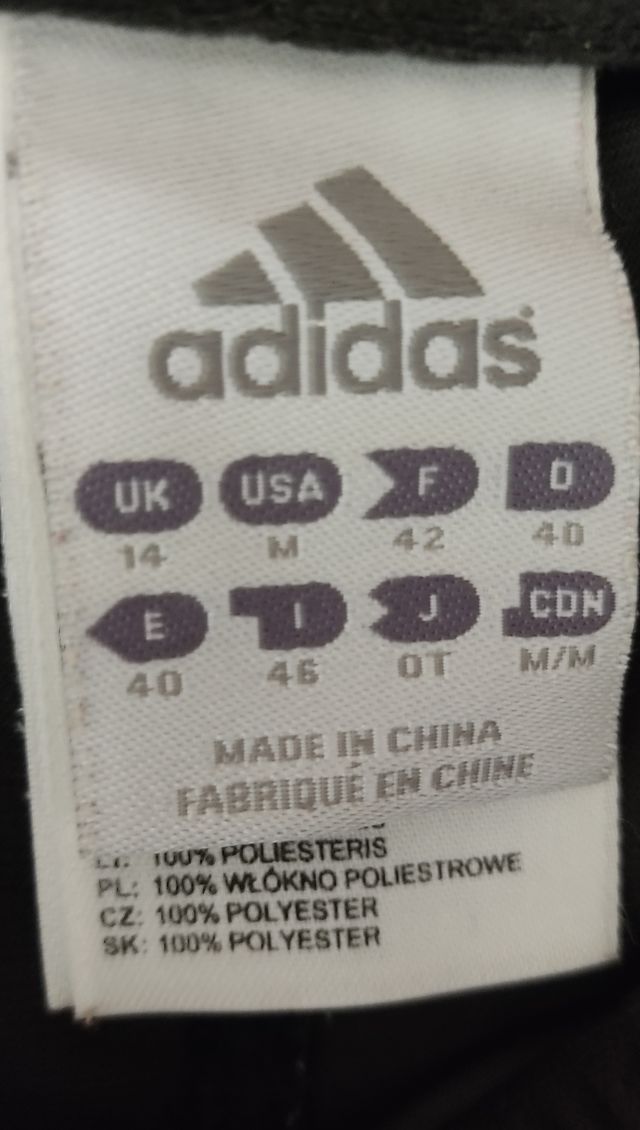 adidas
UK USA F D
14 M 42 40
E I J CDN
40 46 OT M/M
MADE IN CHINA
FABRIQUÉ EN CHINE
LT: 100% POLIESTERIS
PL: 100% WŁÓKNO POLIESTROWE
CZ: 100% POLYESTER
SK: 100% POLYESTER